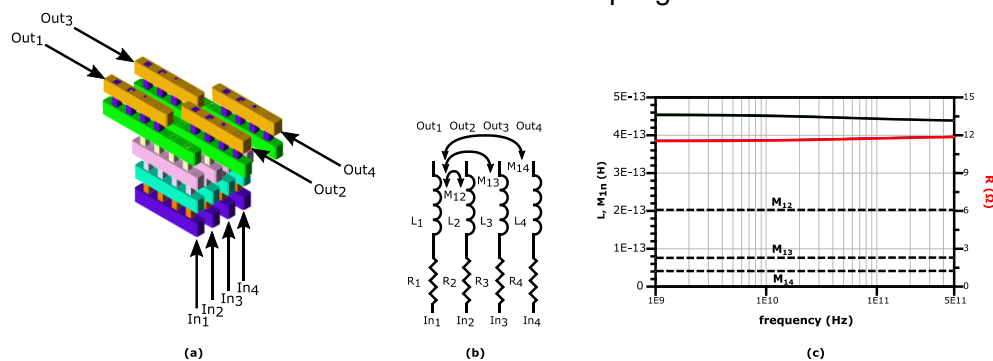 Out3
Out1
Out4
Out2
In4
In3
In2
In1
(a)
Out1 Out2 Out3 Out4
M14
M13
M12
L1 L2 L3 L4
R1 R2 R3 R4
In1 In2 In3 In4
(b)
5E-13
4E-13
3E-13
2E-13
1E-13
0
L, M1n (H)
M12
M13
M14
15
12
9
6
3
0
R (Ω)
1E9 1E10 1E11 5E11
frequency (Hz)
(c)